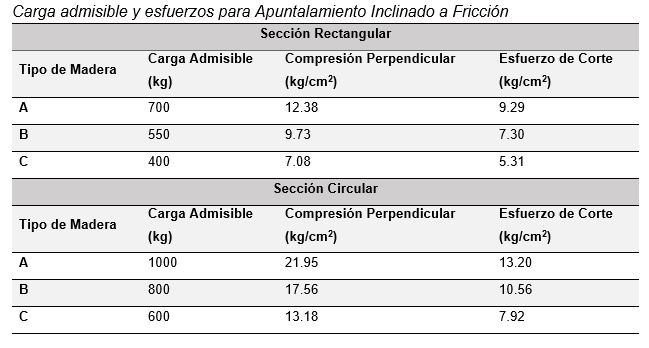 Carga admisible y esfuerzos para Apuntalamiento Inclinado a Fricción
Sección Rectangular
Tipo de Madera Carga Admisible (kg) Compresión Perpendicular (kg/cm²) Esfuerzo de Corte (kg/cm²)
A 700 12.38 9.29
B 550 9.73 7.30
C 400 7.08 5.31
Sección Circular
Tipo de Madera Carga Admisible (kg) Compresión Perpendicular (kg/cm²) Esfuerzo de Corte (kg/cm²)
A 1000 21.95 13.20
B 800 17.56 10.56
C 600 13.18 7.92